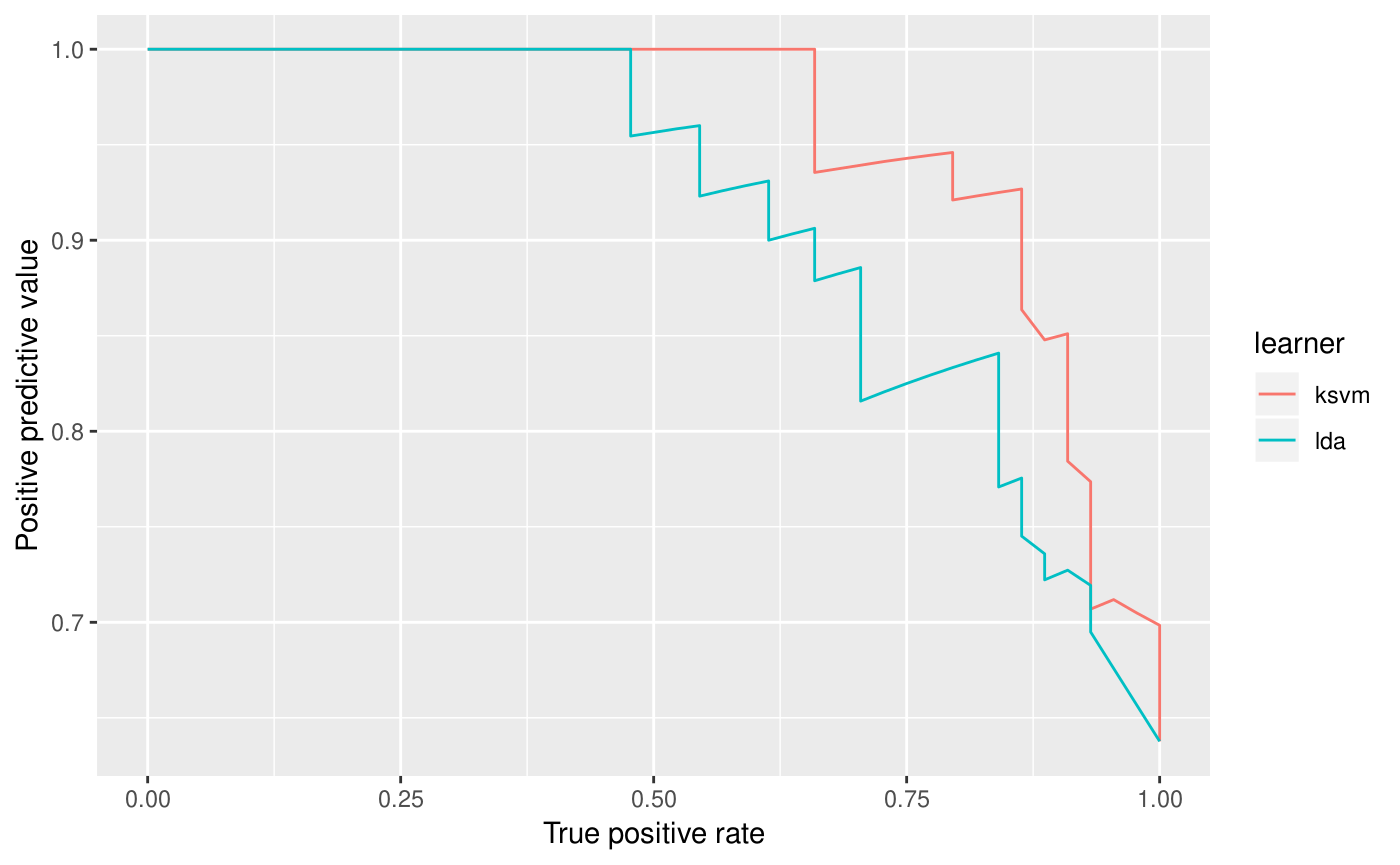 Positive predictive value
1.0
0.9
0.8
0.7
0.00 0.25 0.50 0.75 1.00
True positive rate
learner
ksvm
lda